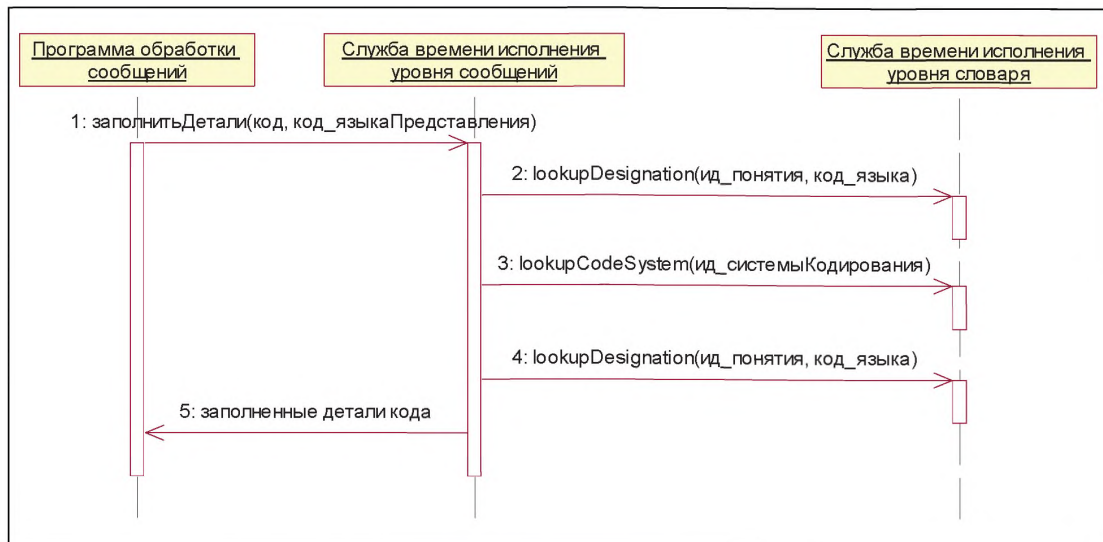 Программа обработки
сообщений
Служба времени исполнения
уровня сообщений
Служба времени исполнения
уровня словаря
1: заполнитьДетали(код, код_языкаПредставления)
2: lookupDesignation(ид_понятия, код_языка)
3: lookupCodeSystem(ид_системыКодирования)
4: lookupDesignation(ид_понятия, код_языка)
5: заполненные детали кода